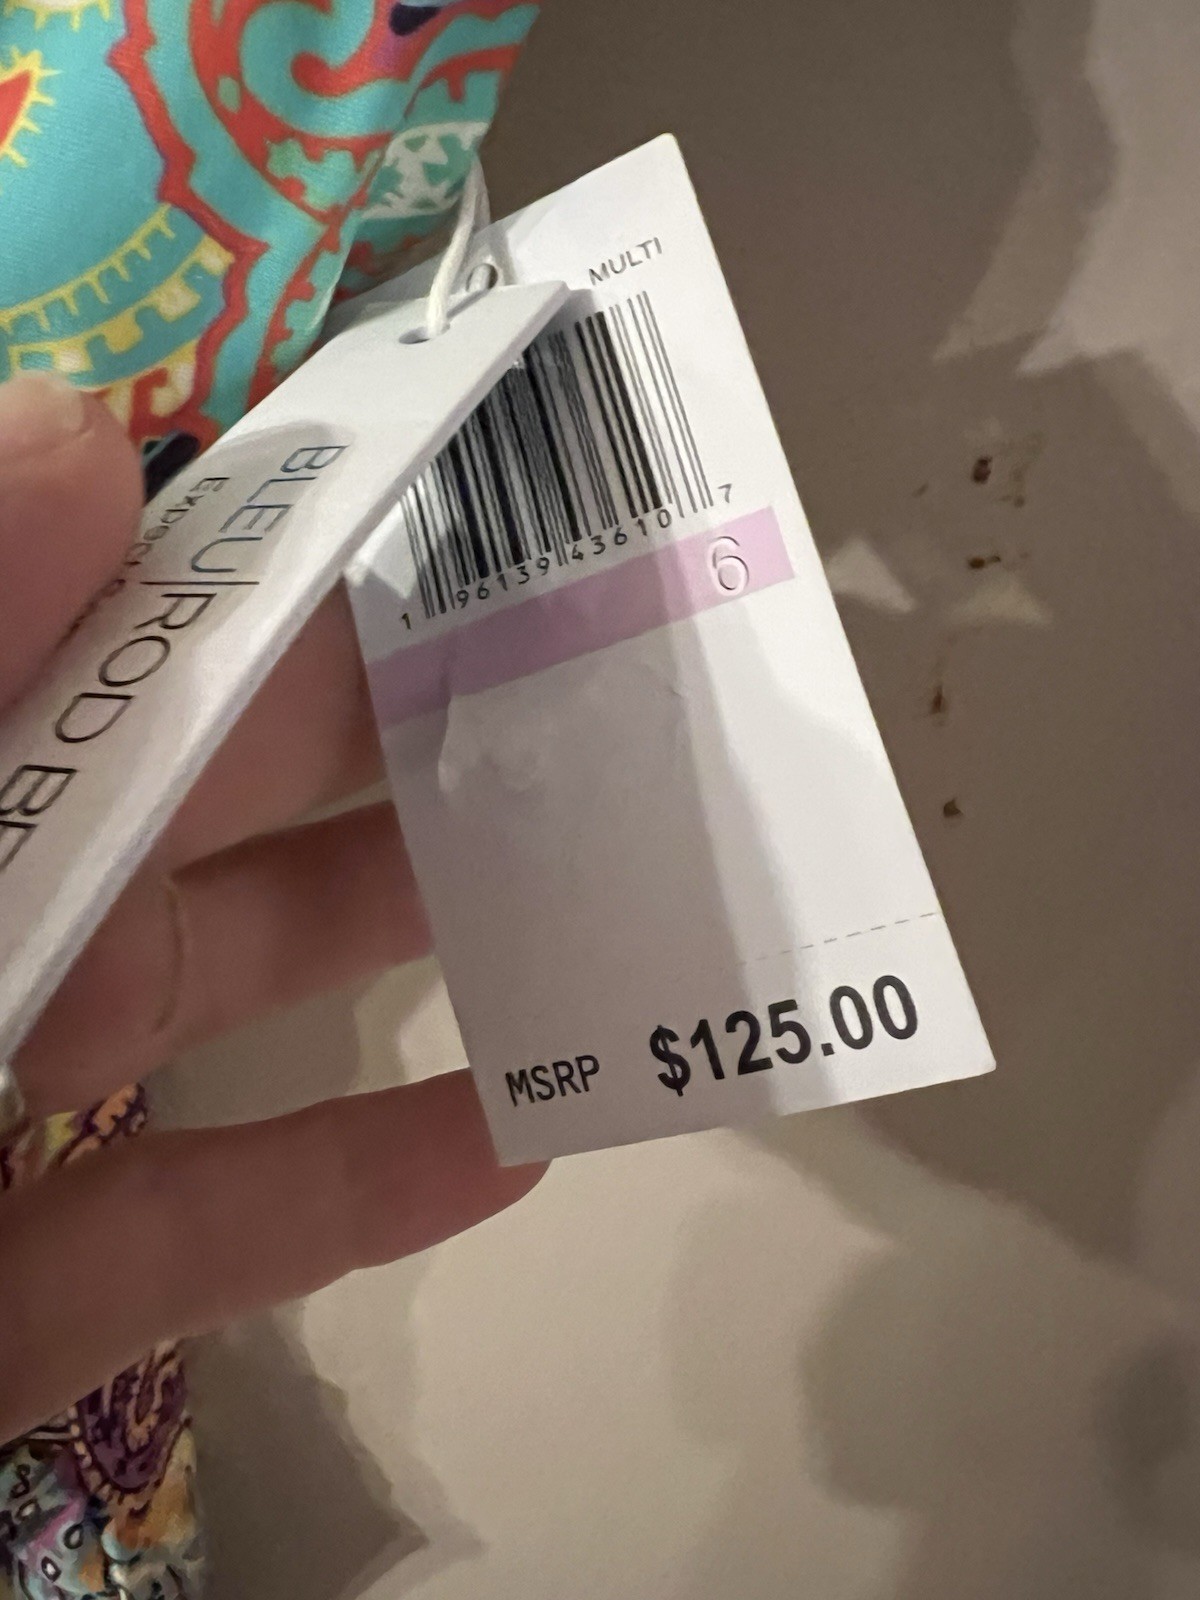 MULTI
1 96139 43610 7
6
MSRP $125.00
BLEU|ROD BE